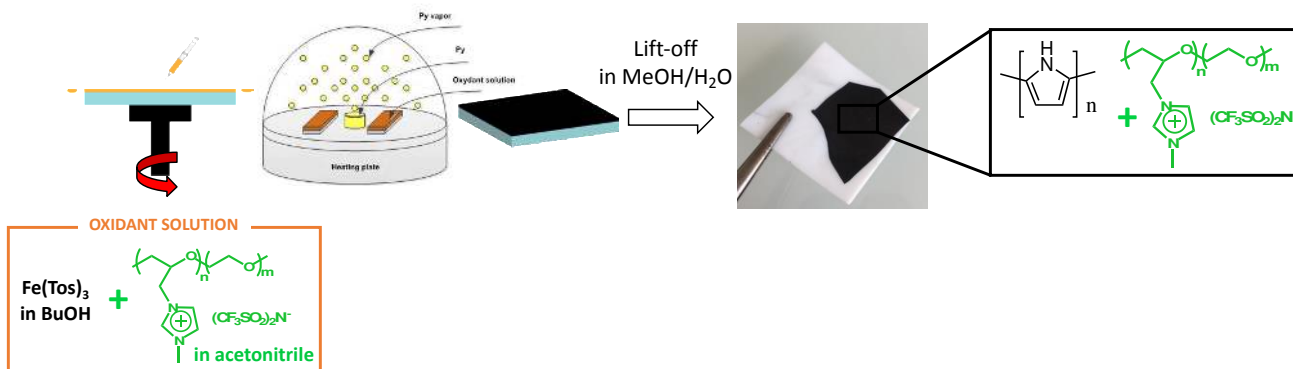 Py vapor
Py
Oxydant solution
Heating plate
Lift-off
in MeOH/H₂O
H
N
n
+
O
n
O
m
N
+
N
(CF₃SO₂)₂N
OXIDANT SOLUTION
Fe(Tos)₃
in BuOH
+
O
n
O
m
N
+
N
(CF₃SO₂)₂N⁻
in acetonitrile